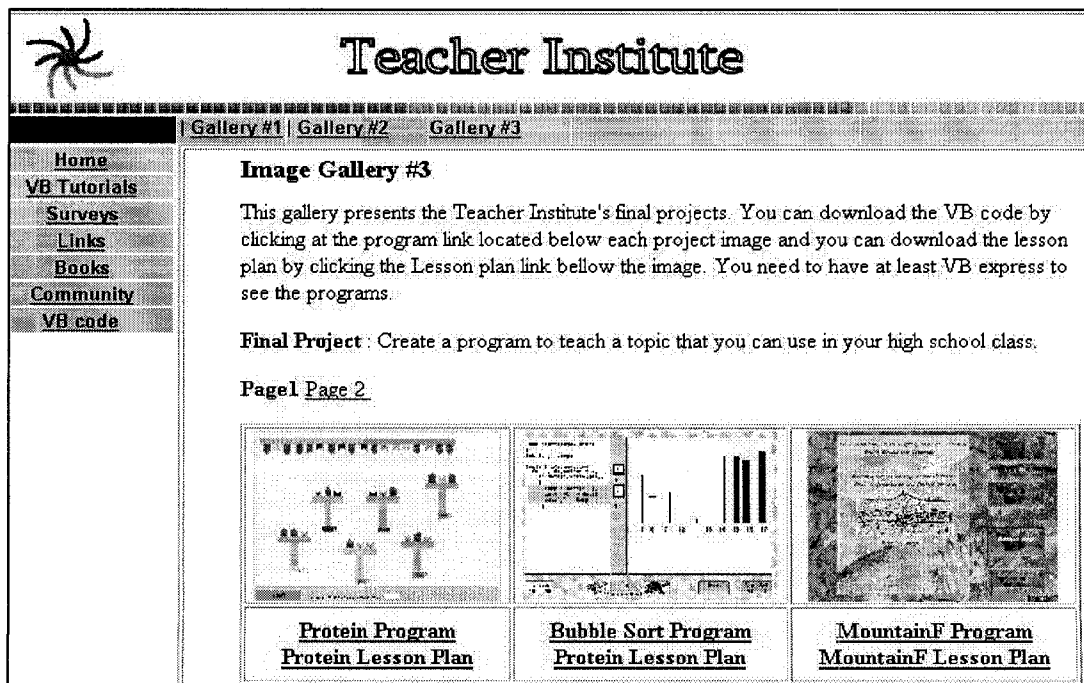 Teacher Institute
| Gallery #1 | Gallery #2 Gallery #3
Home
VB Tutorials
Surveys
Links
Books
Community
VB code
Image Gallery #3
This gallery presents the Teacher Institute's final projects. You can download the VB code by
clicking at the program link located below each project image and you can download the lesson
plan by clicking the Lesson plan link bellow the image. You need to have at least VB express to
see the programs.
Final Project : Create a program to teach a topic that you can use in your high school class.
Page1 Page 2
Protein Program
Protein Lesson Plan
Bubble Sort Program
Protein Lesson Plan
MountainF Program
MountainF Lesson Plan